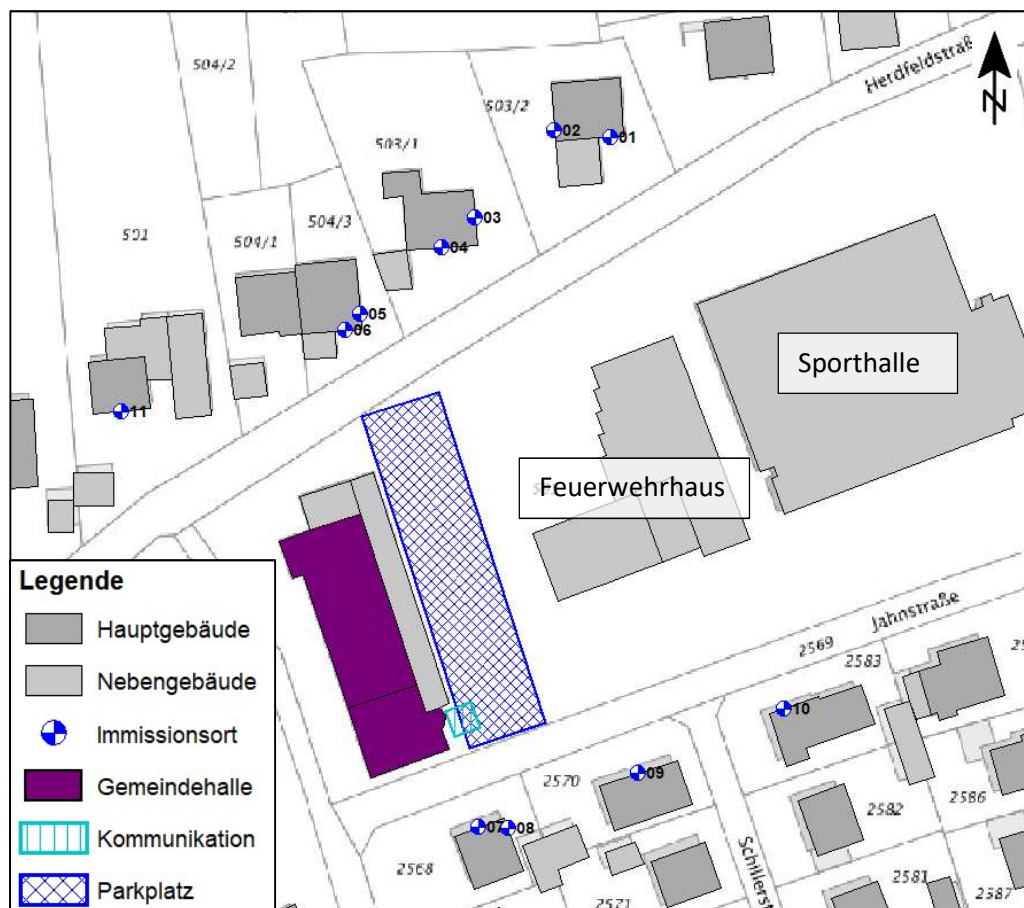 504/2
Herdfeldstraß
N
503/2
02
01
503/1
03
504/3
501
504/1
04
05
06
11
Sporthalle
Feuerwehrhaus
Legende
Hauptgebäude
Nebengebäude
Immissionsort
Gemeindehalle
Kommunikation
Parkplatz
Jahnstraße
2569
2583
10
2570
09
07
08
2568
2582
2586
Schillerst
2581
2571
2587